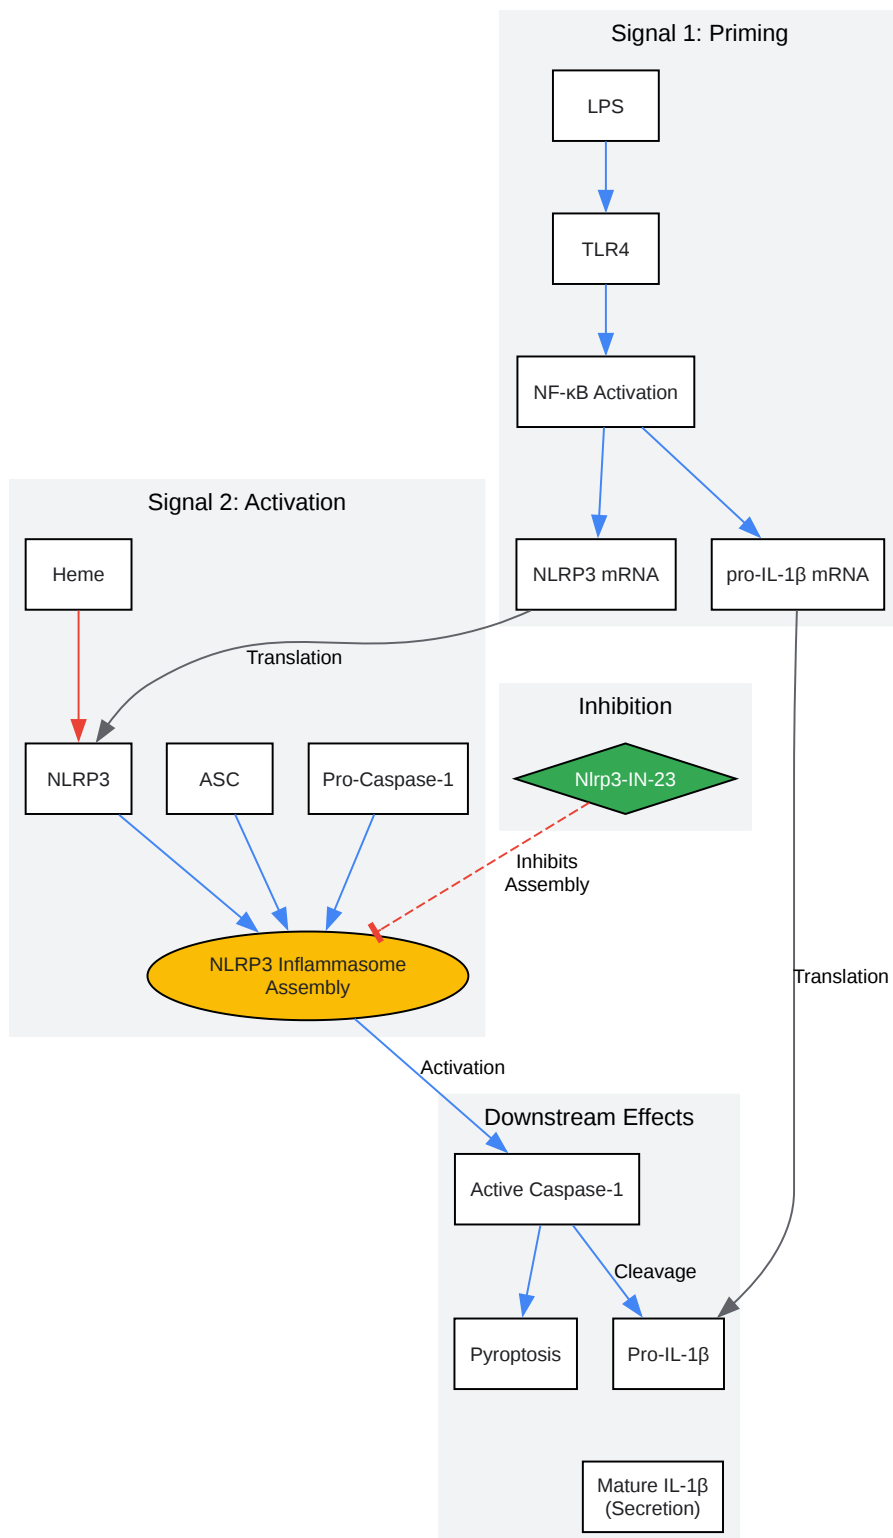 Signal 1: Priming
LPS
TLR4
NF-κB Activation
Signal 2: Activation
Heme
NLRP3 mRNA
pro-IL-1β mRNA
Translation
Inhibition
NLRP3
ASC
Pro-Caspase-1
Nlrp3-IN-23
Inhibits
Assembly
NLRP3 Inflammasome
Assembly
Translation
Activation
Downstream Effects
Active Caspase-1
Cleavage
Pyroptosis
Pro-IL-1β
Mature IL-1β
(Secretion)